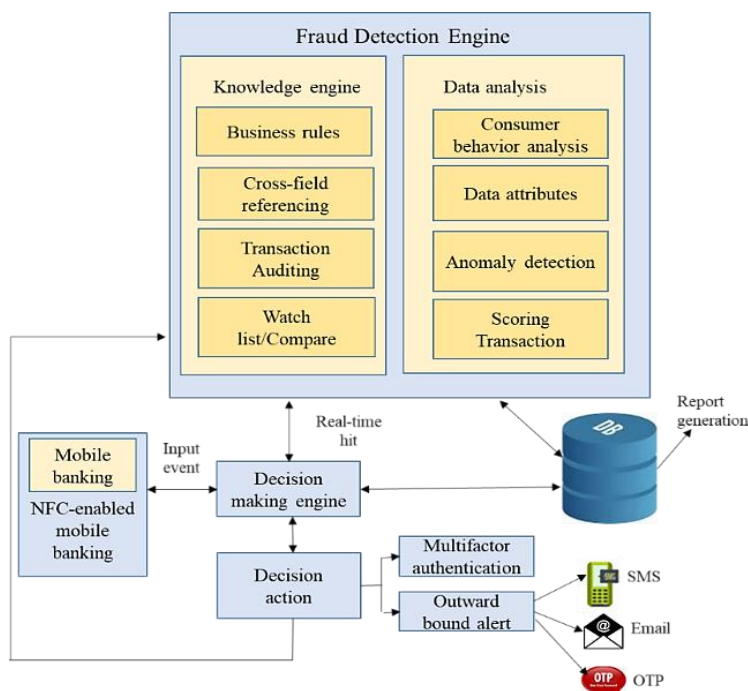 Fraud Detection Engine
Knowledge engine
Business rules
Cross-field
referencing
Transaction
Auditing
Watch
list/Compare
Data analysis
Consumer
behavior analysis
Data attributes
Anomaly detection
Scoring
Transaction
Real-time
hit
Report
generation
DB
Mobile
banking
NFC-enabled
mobile
banking
Input
event
Decision
making engine
Decision
action
Multifactor
authentication
Outward
bound alert
SMS
SMS
@
Email
OTP
OTP